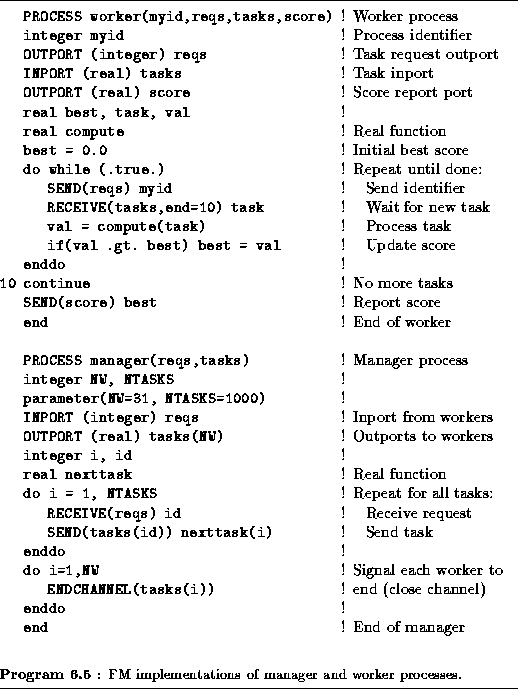 PROCESS worker(myid,reqs,tasks,score) ! Worker process
integer myid ! Process identifier
OUTPORT (integer) reqs ! Task request outport
INPORT (real) tasks ! Task inport
OUTPORT (real) score ! Score report port
real best, task, val !
real compute ! Real function
best = 0.0 ! Initial best score
do while (.true.) ! Repeat until done:
SEND(reqs) myid ! Send identifier
RECEIVE(tasks,end=10) task ! Wait for new task
val = compute(task) ! Process task
if(val .gt. best) best = val ! Update score
enddo !
10 continue ! No more tasks
SEND(score) best ! Report score
end ! End of worker
PROCESS manager(reqs,tasks) ! Manager process
integer NW, NTASKS !
parameter(NW=31, NTASKS=1000) !
INPORT (integer) reqs ! Inport from workers
OUTPORT (real) tasks(NW) ! Outports to workers
integer i, id !
real nexttask ! Real function
do i = 1, NTASKS ! Repeat for all tasks:
RECEIVE(reqs) id ! Receive request
SEND(tasks(id)) nexttask(i) ! Send task
enddo !
do i=1,NW ! Signal each worker to
ENDCHANNEL(tasks(i)) ! end (close channel)
enddo !
end ! End of manager
Program 6.5 : FM implementations of manager and worker processes.